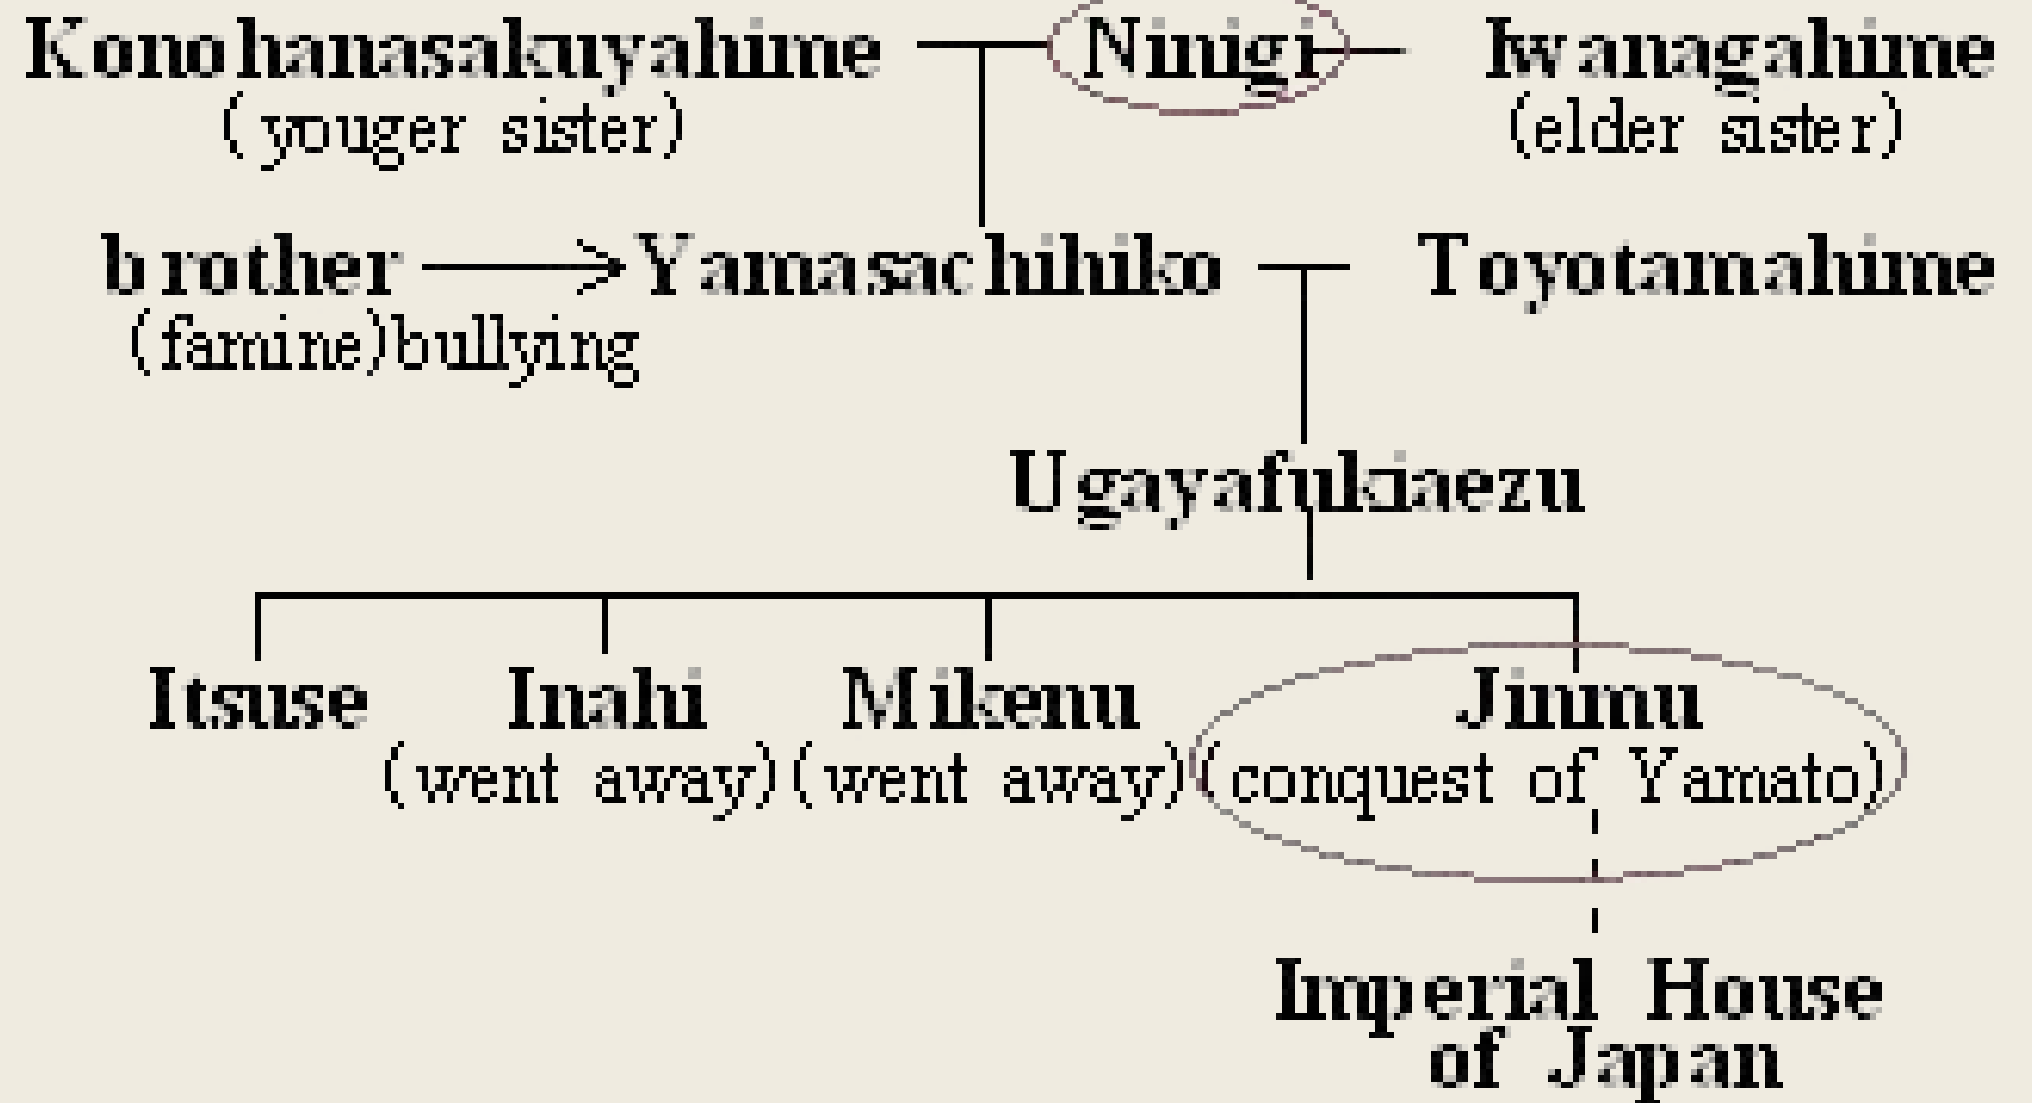 Konohanasakuyahime Ninigi Iwanagahime
(youger sister) (elder sister)
brother Yamasachihiko Toyotamahime
(famine)bullying
Ugayafukiaezu
Itsuse Inahi Mikenu Jinmu
(went away) (went away) (conquest of Yamato)
Imperial House
of Japan